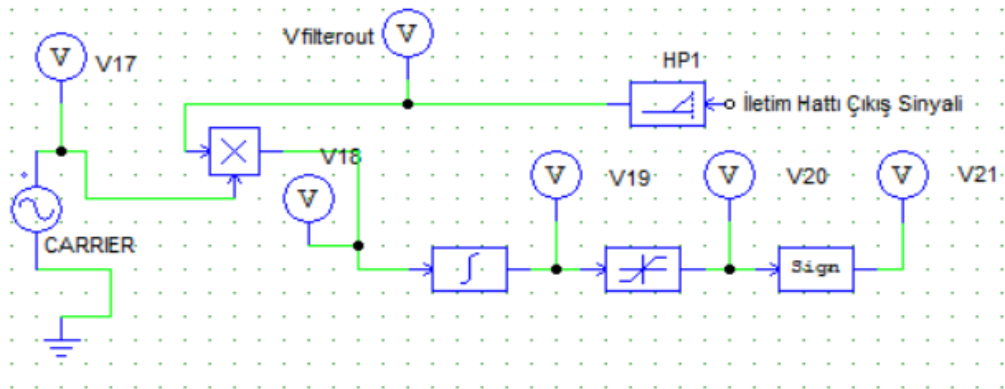 V
V17
Vfilterout
V
HP1
İletim Hattı Çıkış Sinyali
V18
V
V
V19
V
V20
V
V21
CARRIER
Sign